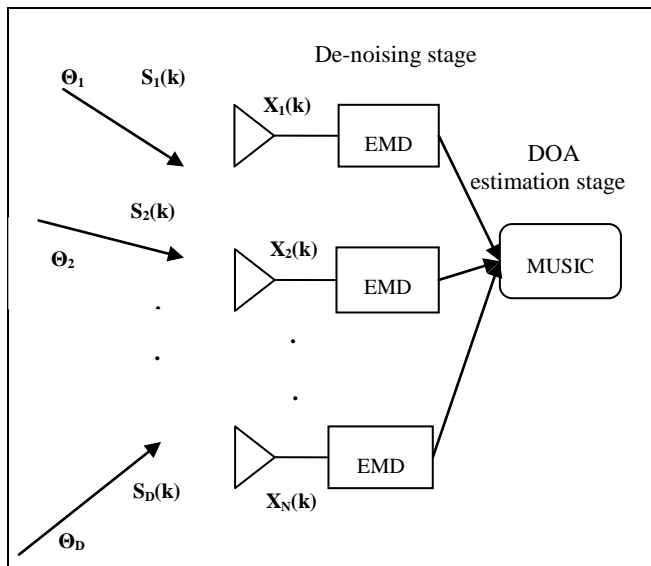 De-noising stage
Θ1
S1(k)
X1(k)
EMD
DOA
estimation stage
S2(k)
X2(k)
Θ2
EMD
MUSIC
EMD
SD(k)
XN(k)
ΘD